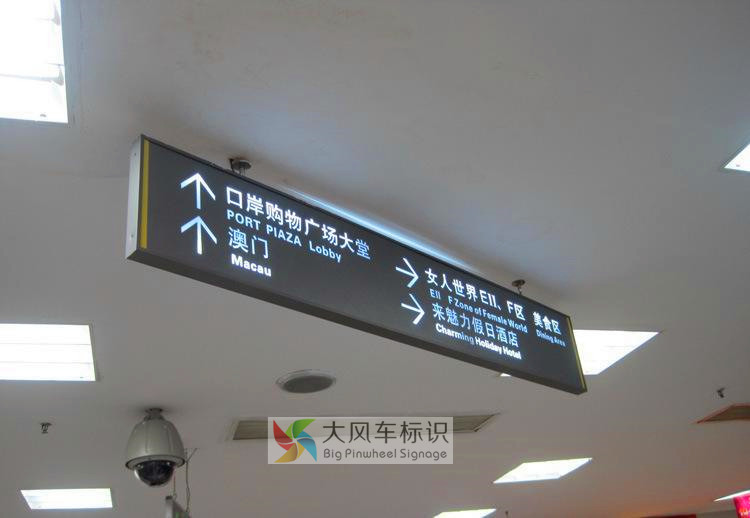 口岸购物广场大堂
PORT PIAZA Lobby
澳门
Macau
女人世界EII、F区 美食区
EII F Zone of Female World Dining Area
来魅力假日酒店
Charming Holiday Hotel
大风车标识
Big Pinwheel Signage